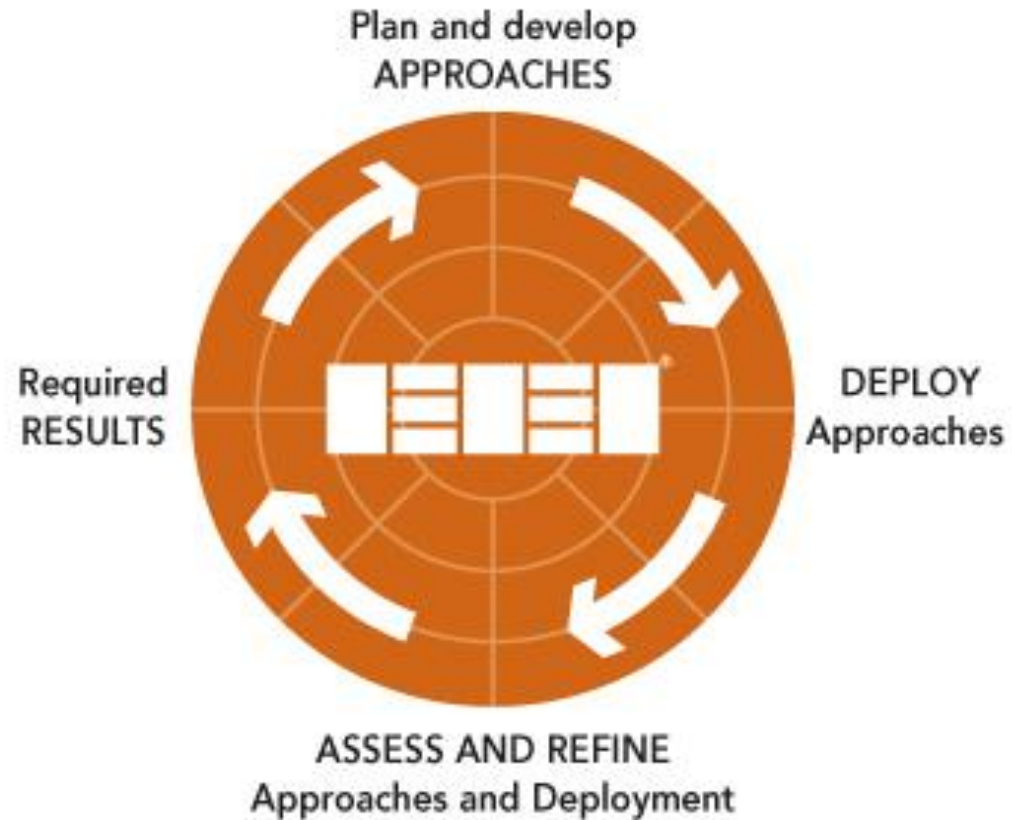 Plan and develop
APPROACHES
Required
RESULTS
DEPLOY
Approaches
ASSESS AND REFINE
Approaches and Deployment